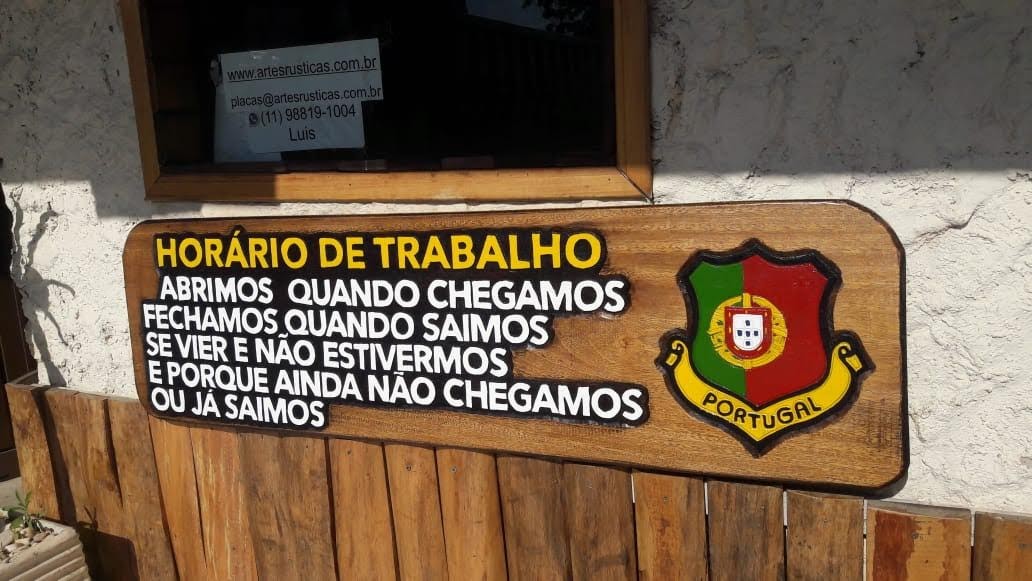 www.artesrusticas.com.br
placas@artesrusticas.com.br
(11) 98819-1004
Luis
HORÁRIO DE TRABALHO
ABRIMOS QUANDO CHEGAMOS
FECHAMOS QUANDO SAIMOS
SE VIER E NÃO ESTIVERMOS
E PORQUE AINDA NÃO CHEGAMOS
OU JÁ SAIMOS
PORTUGAL